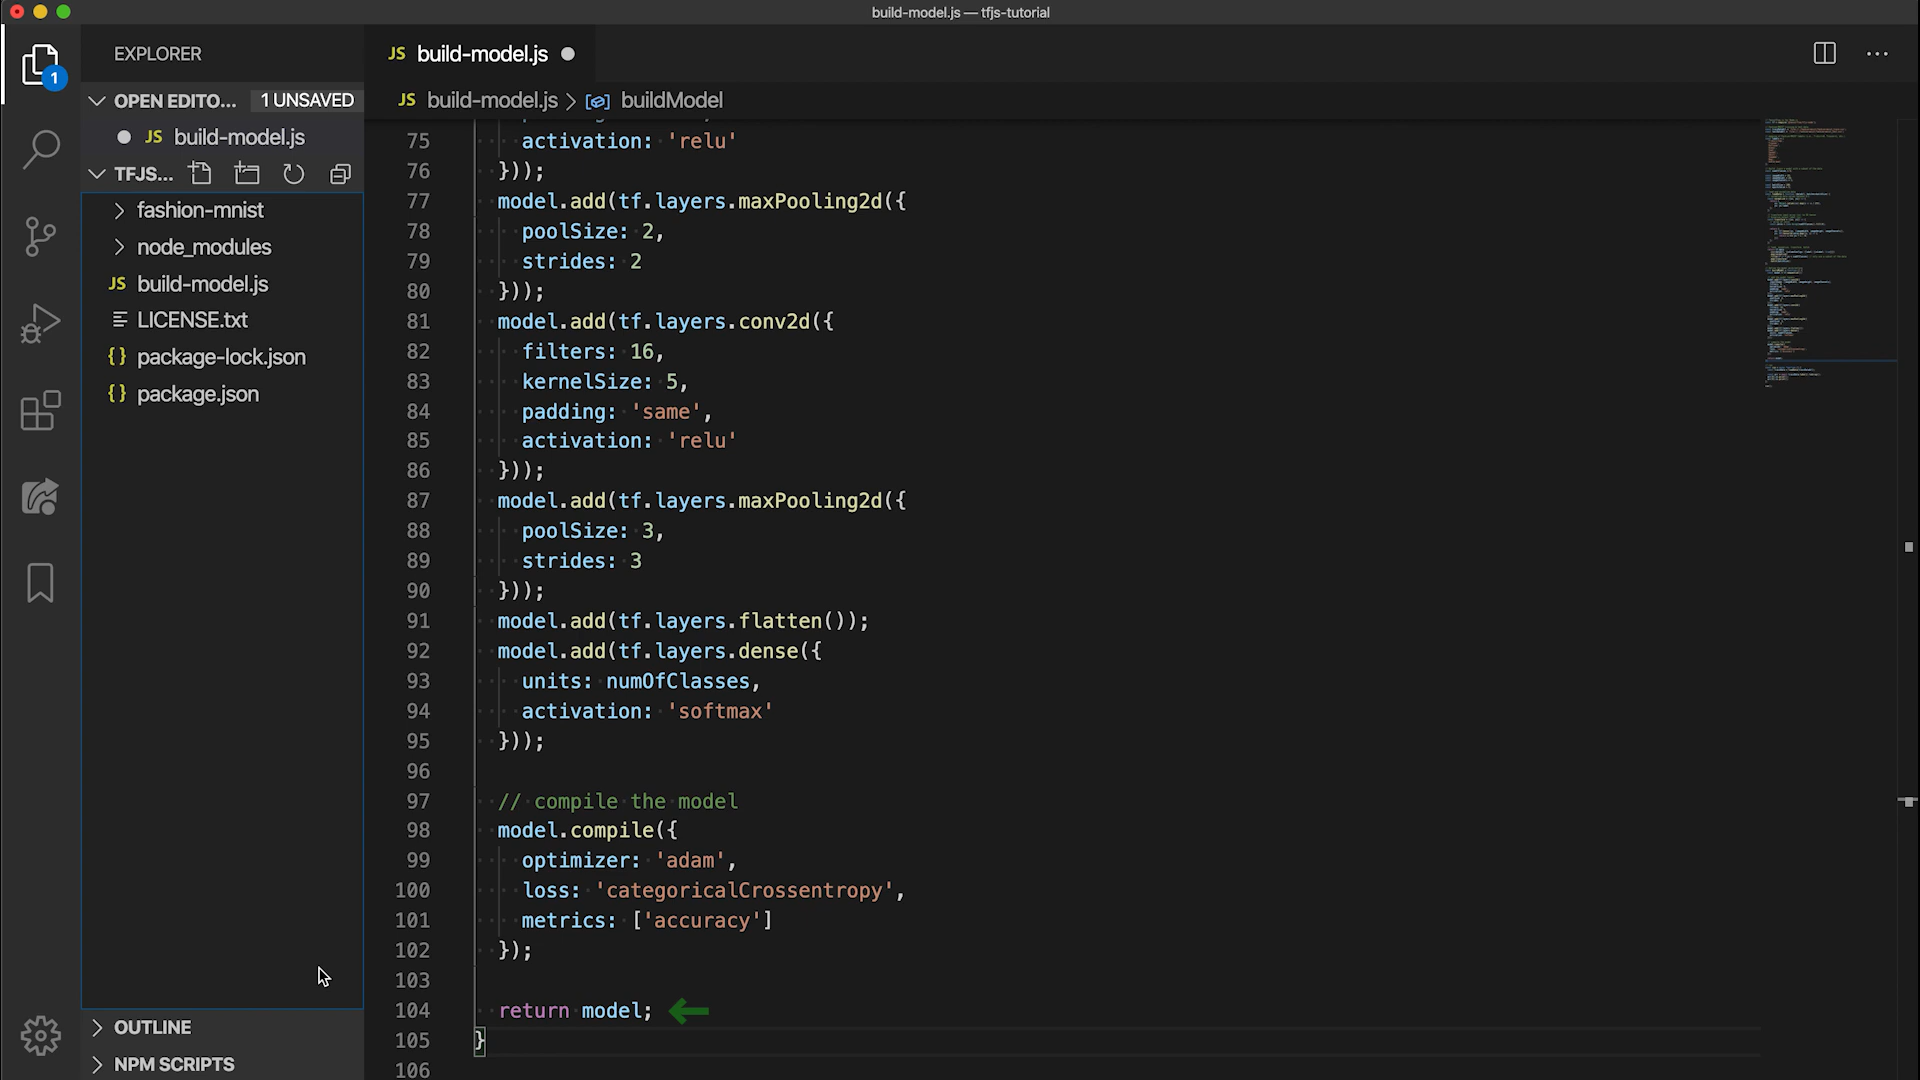 build-model.js — tfjs-tutorial
EXPLORER
1
OPEN EDITO... 1 UNSAVED
JS build-model.js
TFJS...
fashion-mnist
node_modules
JS build-model.js
LICENSE.txt
{} package-lock.json
{} package.json
OUTLINE
NPM SCRIPTS
JS build-model.js
JS build-model.js > buildModel
75 activation: 'relu'
76 }));
77 model.add(tf.layers.maxPooling2d({
78 poolSize: 2,
79 strides: 2
80 }));
81 model.add(tf.layers.conv2d({
82 filters: 16,
83 kernelSize: 5,
84 padding: 'same',
85 activation: 'relu'
86 }));
87 model.add(tf.layers.maxPooling2d({
88 poolSize: 3,
89 strides: 3
90 }));
91 model.add(tf.layers.flatten());
92 model.add(tf.layers.dense({
93 units: numOfClasses,
94 activation: 'softmax'
95 }));
96
97 // compile the model
98 model.compile({
99 optimizer: 'adam',
100 loss: 'categoricalCrossentropy',
101 metrics: ['accuracy']
102 });
103
104 return model;
105 }
106